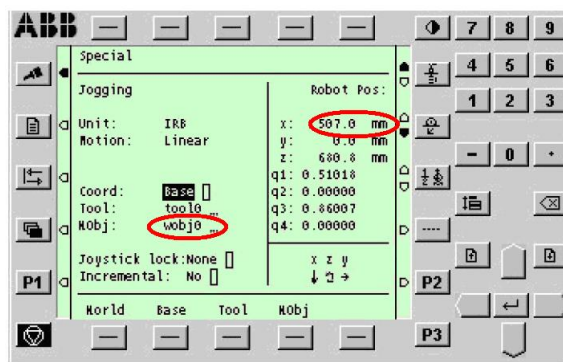 ABB
7 8 9
Special
4 5 6
Jogging Robot Pos:
1 2 3
Unit: IRB x: 507.0 mm
Motion: Linear y: 0.0 mm
z: 680.8 mm
- 0 .
q1: 0.51018
Coord: Base q2: 0.00000
Tool: tool0 ... q3: 0.86007
WObj: wobj0 ... q4: 0.00000
Joystick lock:None x z y
Incremental: No
P1 P2
World Base Tool WObj
P3